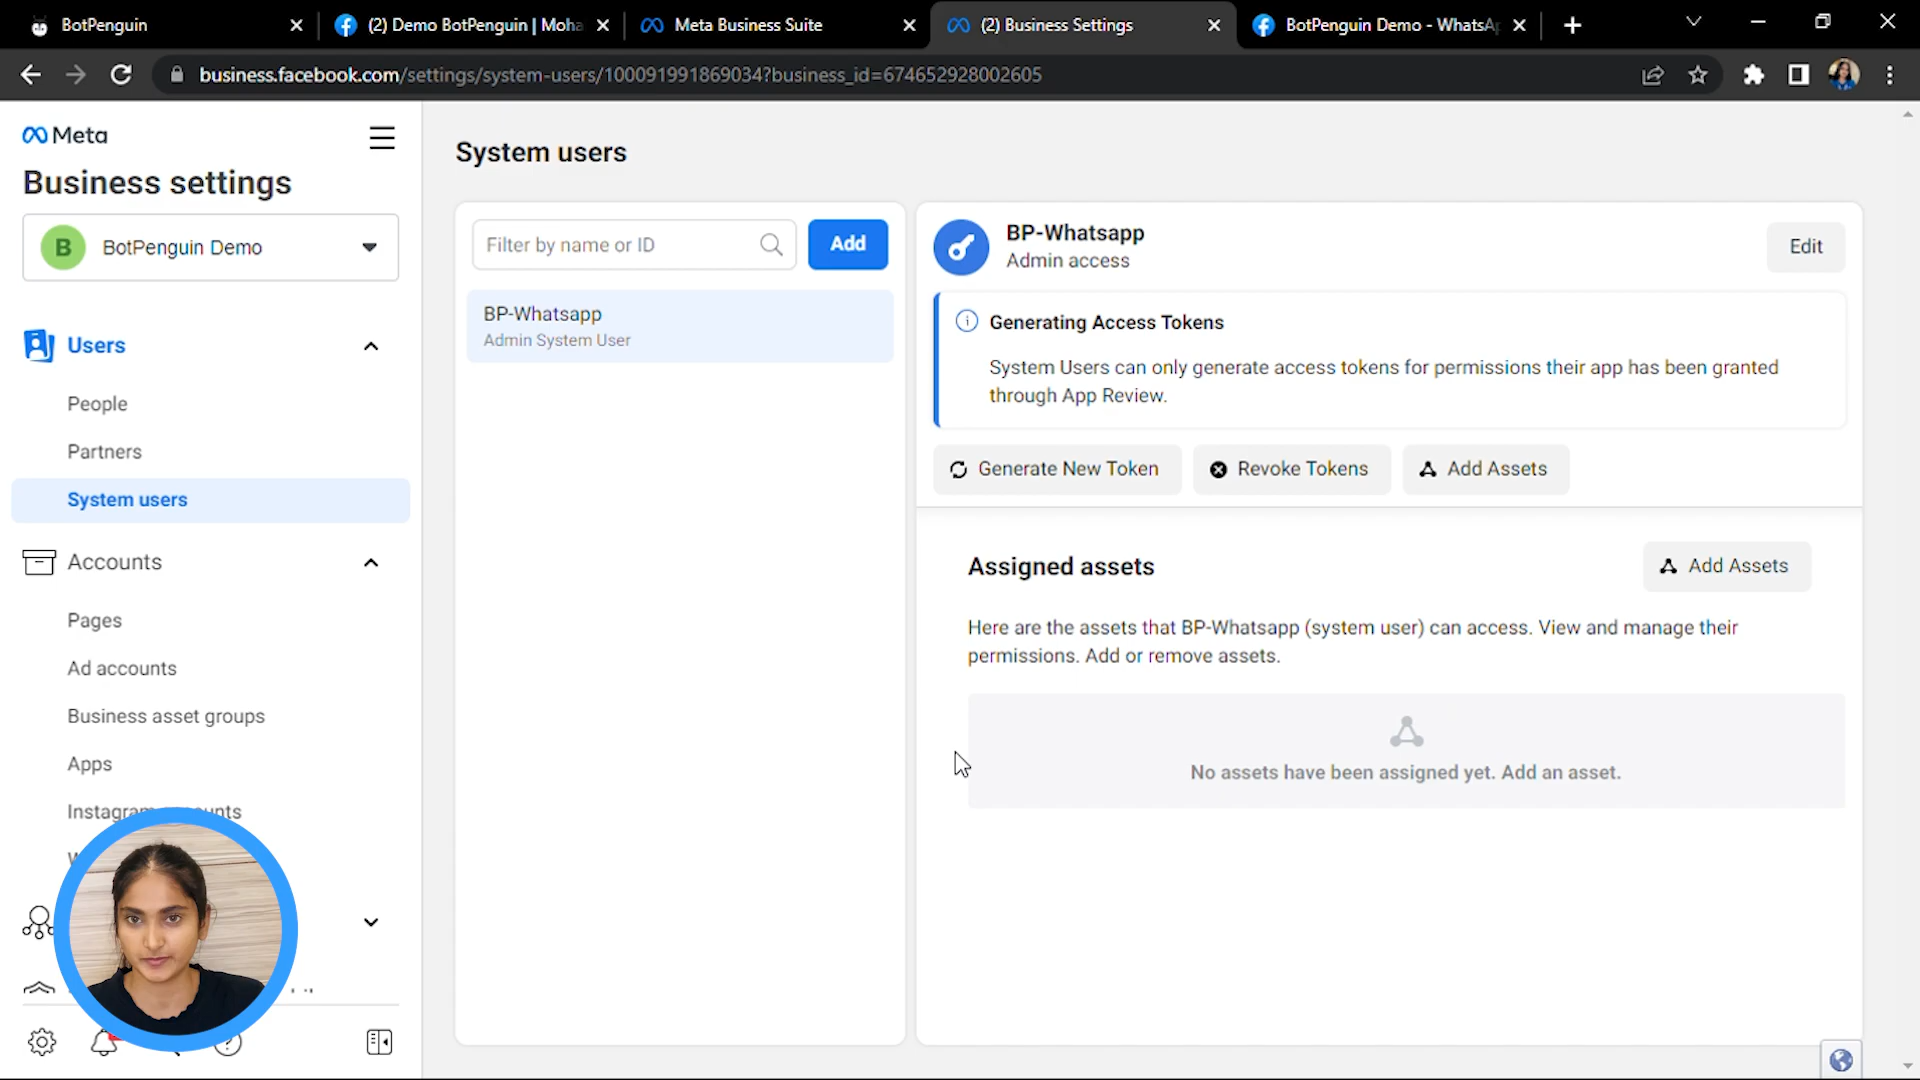 BotPenguin
(2) Demo BotPenguin | Moha
Meta Business Suite
(2) Business Settings
BotPenguin Demo - WhatsAp
business.facebook.com/settings/system-users/100091991869034?business_id=674652928002605
Meta
Business settings
B
BotPenguin Demo
Users
People
Partners
System users
Accounts
Pages
Ad accounts
Business asset groups
Apps
System users
Filter by name or ID
Add
BP-Whatsapp
Admin System User
BP-Whatsapp
Admin access
Edit
Generating Access Tokens
System Users can only generate access tokens for permissions their app has been granted
through App Review.
Generate New Token
Revoke Tokens
Add Assets
Assigned assets
Add Assets
Here are the assets that BP-Whatsapp (system user) can access. View and manage their
permissions. Add or remove assets.
No assets have been assigned yet. Add an asset.